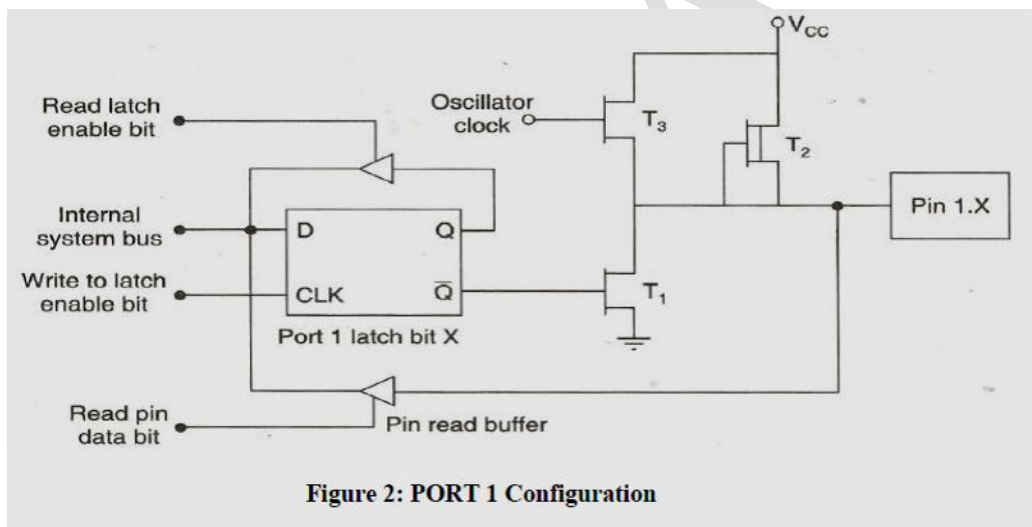 V_CC
Read latch
enable bit
Oscillator
clock
T₃
T₂
Internal
system bus
D
Q
Pin 1.X
Write to latch
enable bit
CLK
Q̅
T₁
Port 1 latch bit X
Read pin
data bit
Pin read buffer
Figure 2: PORT 1 Configuration